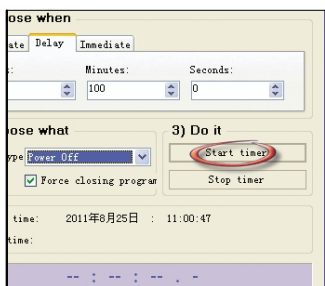 ose when
ate Delay Immediate
: Minutes: Seconds:
100 0
oose what 3) Do it
ype Power Off Start timer
Force closing program Stop timer
time: 2011年8月25日 : 11:00:47
time:
-- : -- : -- . -